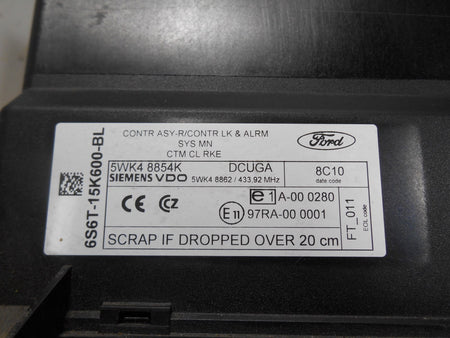 6S6T-15K600-BL
CONTR ASY-R/CONTR LK & ALRM
SYS MN
CTM CL RKE
Ford
5WK4 8854K DCUGA
SIEMENS VDO 5WK4 8862 / 433,92 MHz
8C10
date code
CE CZ
e1 A-00 0280
E11 97RA-00 0001
FT_011
EOL code
SCRAP IF DROPPED OVER 20 cm